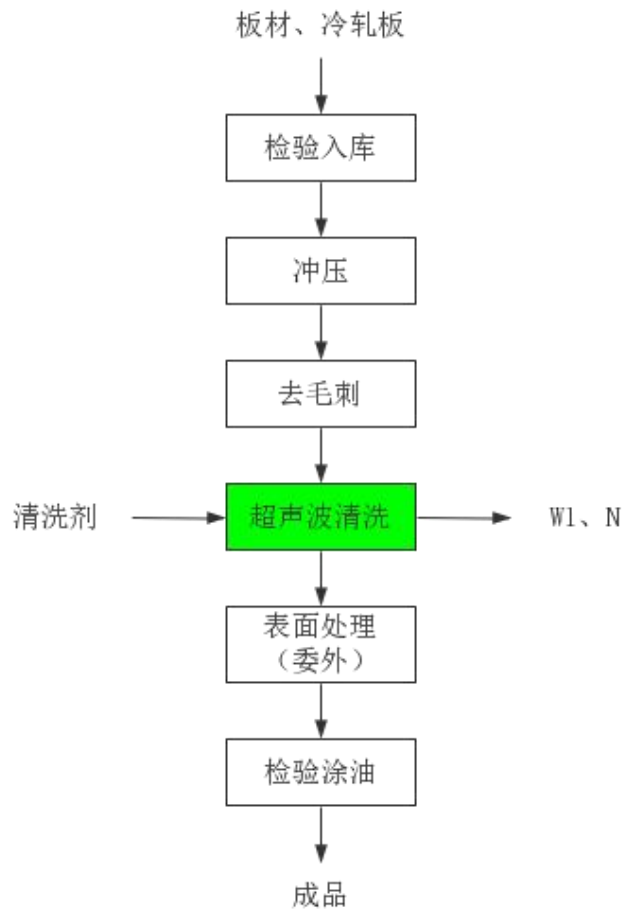 板材、冷轧板
检验入库
冲压
去毛刺
清洗剂
超声波清洗
W1、N
表面处理
（委外）
检验涂油
成品